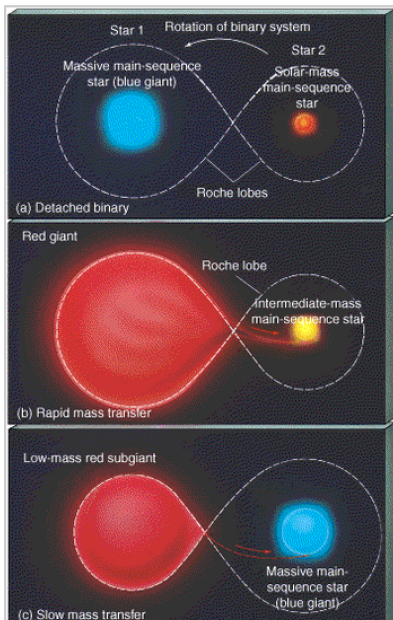 Star 1
Rotation of binary system
Star 2
Massive main-sequence
star (blue giant)
Solar-mass
main-sequence
star
Roche lobes
(a) Detached binary
Red giant
Roche lobe
Intermediate-mass
main-sequence star
(b) Rapid mass transfer
Low-mass red subgiant
Massive main-
sequence star
(blue giant)
(c) Slow mass transfer